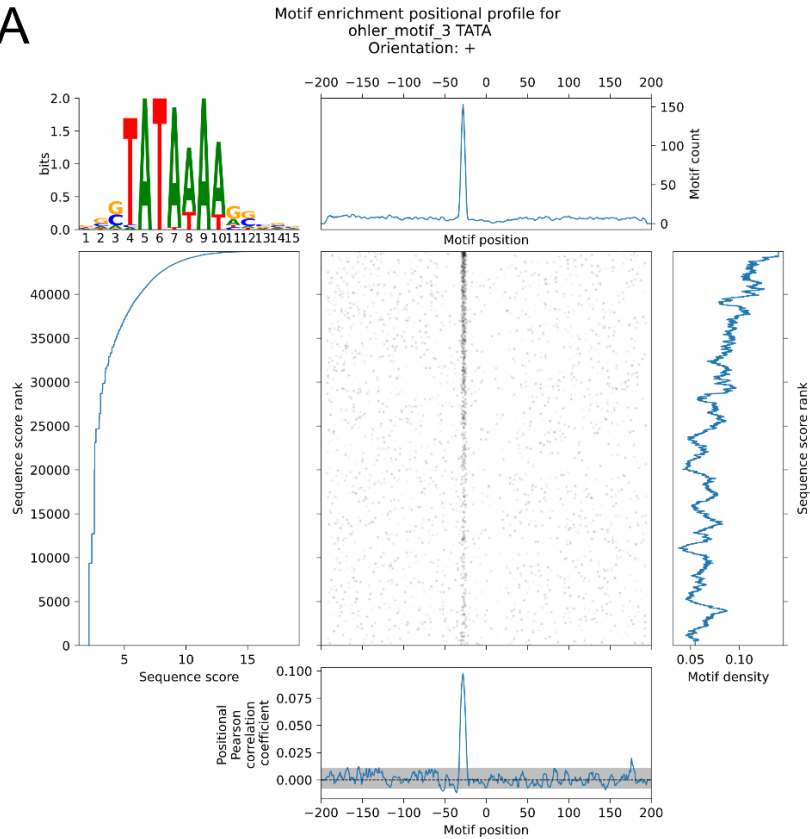 A
Motif enrichment positional profile for
ohler_motif_3 TATA
Orientation: +
−200 −150 −100 −50 0 50 100 150 200
2.0
1.5
1.0
0.5
0.0
bits
1 2 3 4 5 6 7 8 9 10 11 12 13 14 15
150
100
50
0
Motif count
Motif position
40000
35000
30000
25000
20000
15000
10000
5000
0
Sequence score rank
5 10 15
Sequence score
0.05 0.10
Motif density
Sequence score rank
0.100
0.075
0.050
0.025
0.000
Positional
Pearson
correlation
coefficient
−200 −150 −100 −50 0 50 100 150 200
Motif position